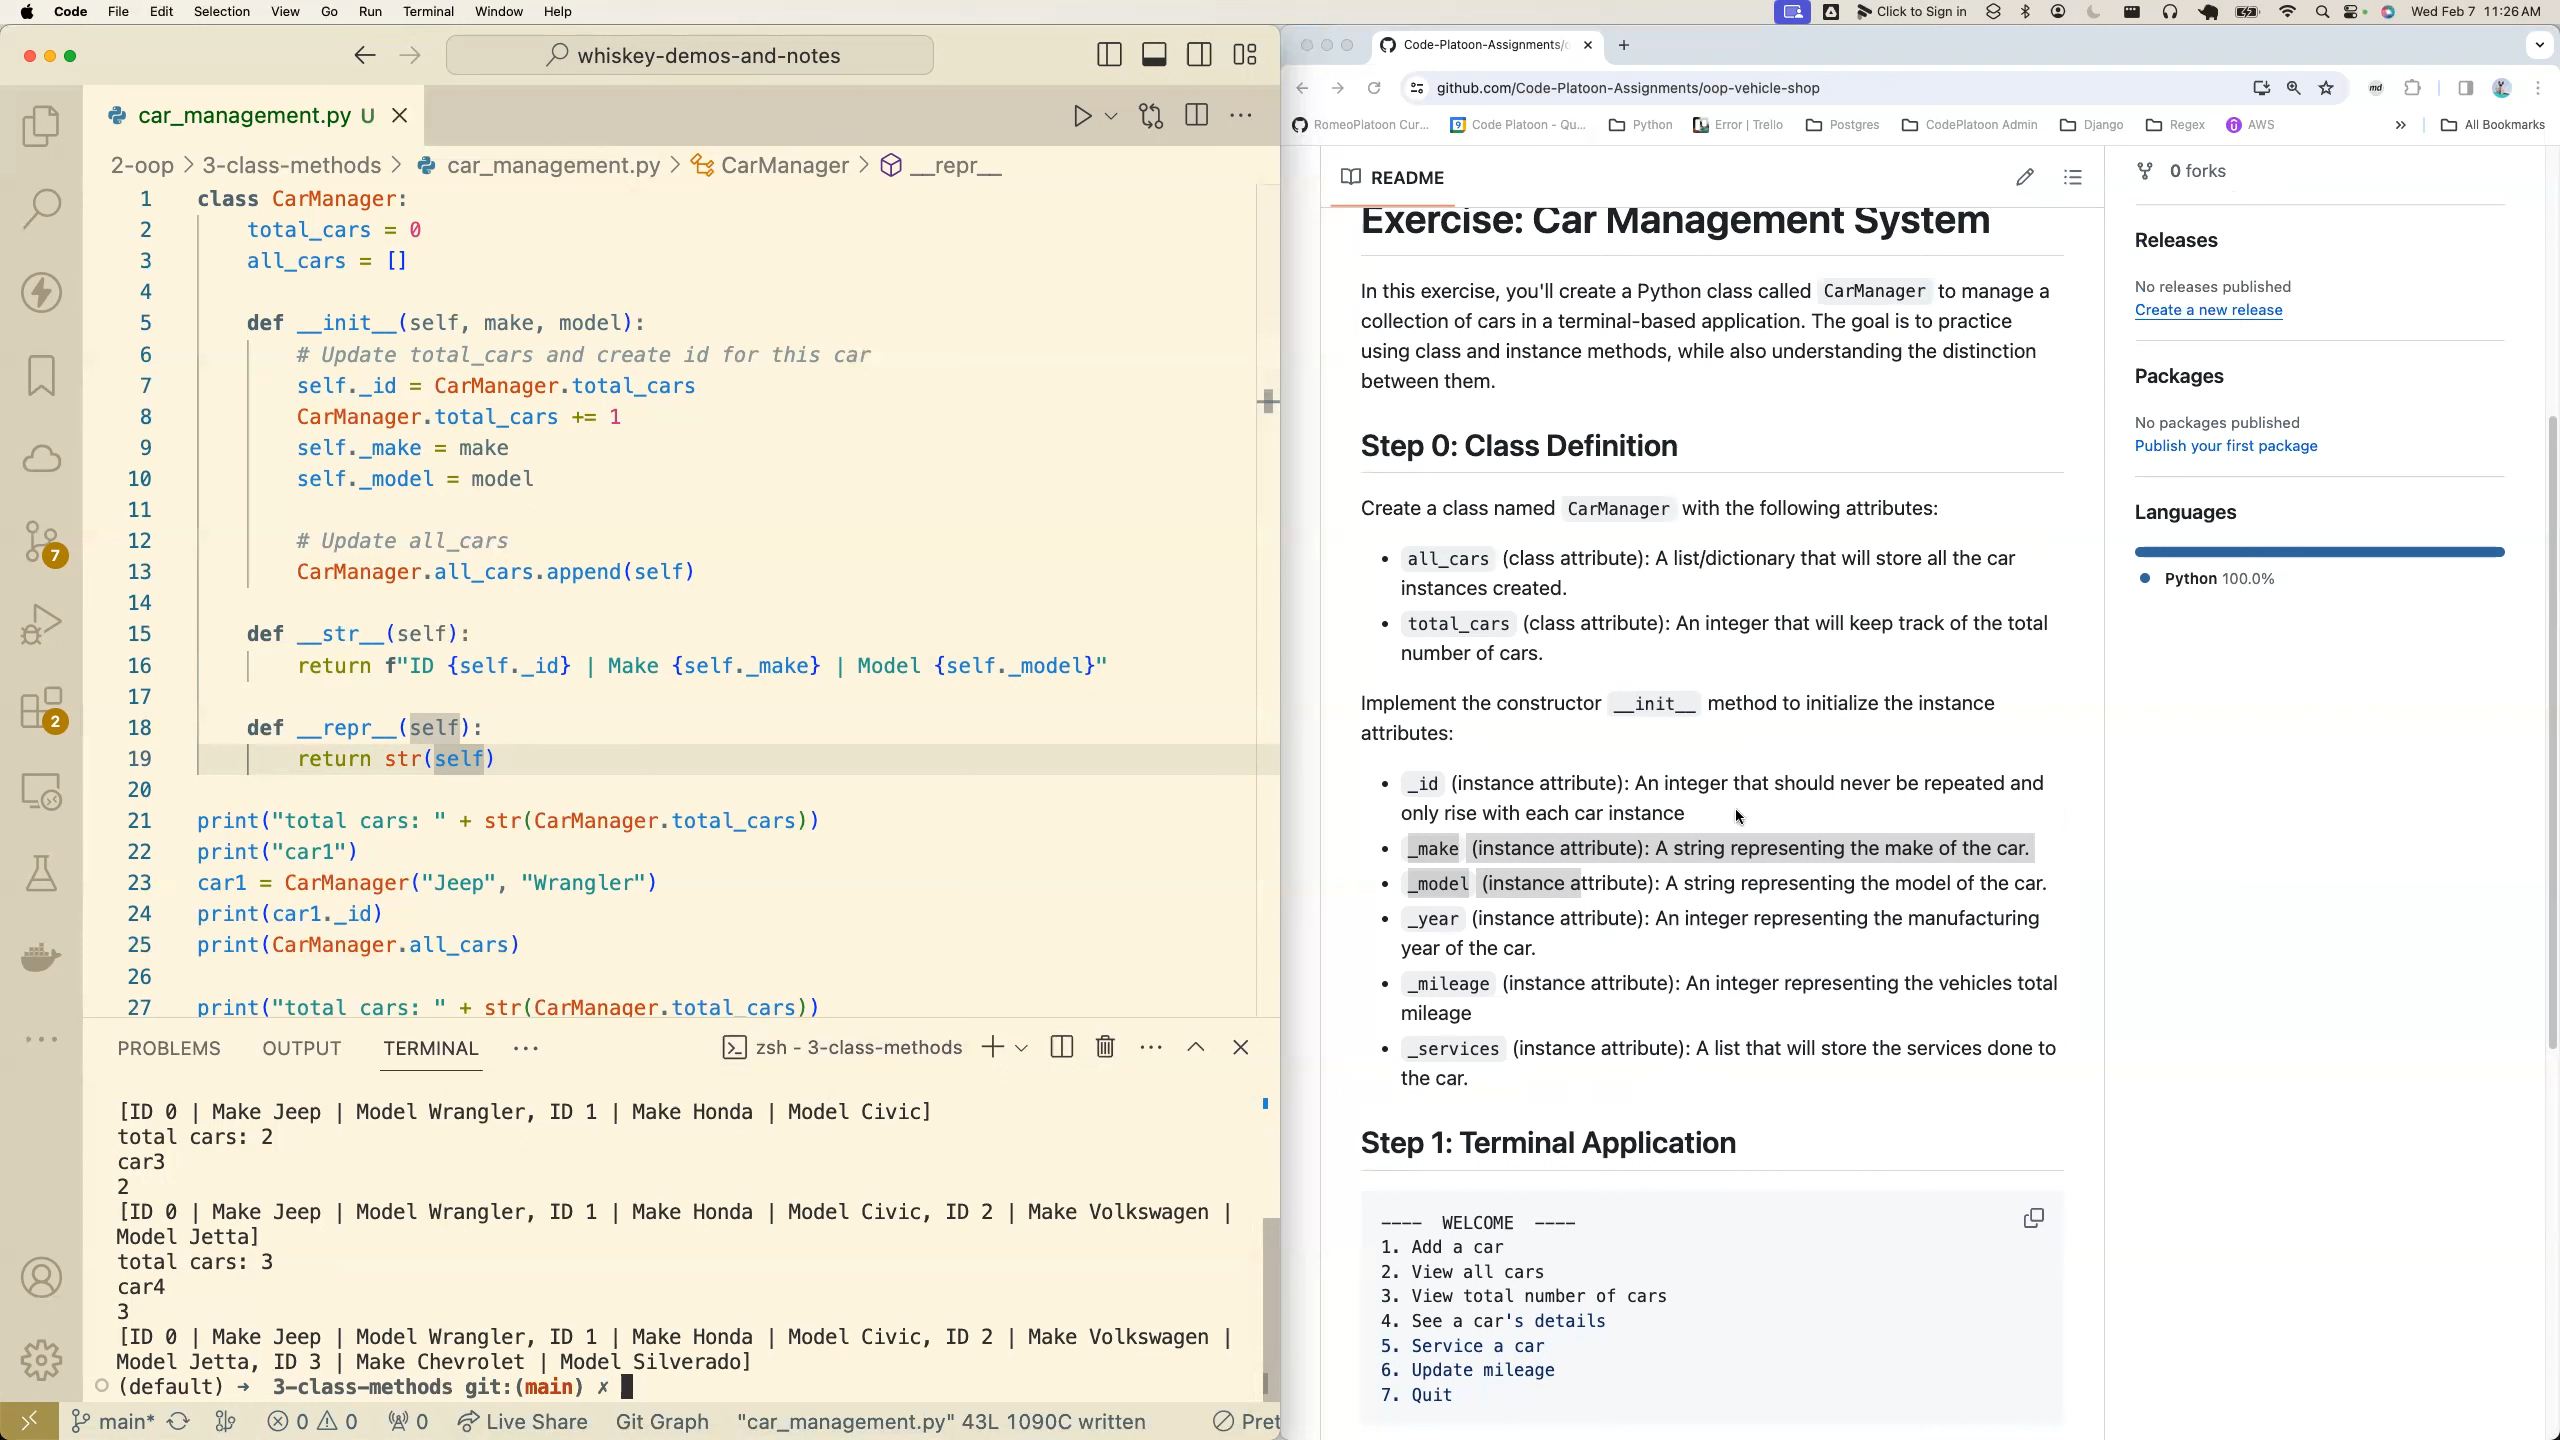 Code File Edit Selection View Go Run Terminal Window Help
Click to Sign in Wed Feb 7 11:26 AM
whiskey-demos-and-notes
car_management.py U
2-oop > 3-class-methods > car_management.py > CarManager > __repr__
1 class CarManager:
2 total_cars = 0
3 all_cars = []
4
5 def __init__(self, make, model):
6 # Update total_cars and create id for this car
7 self._id = CarManager.total_cars
8 CarManager.total_cars += 1
9 self._make = make
10 self._model = model
11
12 # Update all_cars
13 CarManager.all_cars.append(self)
14
15 def __str__(self):
16 return f"ID {self._id} | Make {self._make} | Model {self._model}"
17
18 def __repr__(self):
19 return str(self)
20
21 print("total cars: " + str(CarManager.total_cars))
22 print("car1")
23 car1 = CarManager("Jeep", "Wrangler")
24 print(car1._id)
25 print(CarManager.all_cars)
26
27 print("total cars: " + str(CarManager.total_cars))
7
2
PROBLEMS OUTPUT TERMINAL ··· zsh - 3-class-methods
[ID 0 | Make Jeep | Model Wrangler, ID 1 | Make Honda | Model Civic]
total cars: 2
car3
2
[ID 0 | Make Jeep | Model Wrangler, ID 1 | Make Honda | Model Civic, ID 2 | Make Volkswagen |
Model Jetta]
total cars: 3
car4
3
[ID 0 | Make Jeep | Model Wrangler, ID 1 | Make Honda | Model Civic, ID 2 | Make Volkswagen |
Model Jetta, ID 3 | Make Chevrolet | Model Silverado]
(default) → 3-class-methods git:(main) ✗
main* 0 0 0 Live Share Git Graph "car_management.py" 43L 1090C written Pret
Code-Platoon-Assignments/o
github.com/Code-Platoon-Assignments/oop-vehicle-shop
RomeoPlatoon Cur... Code Platoon - Qu... Python Error | Trello Postgres CodePlatoon Admin Django Regex AWS » All Bookmarks
README
Exercise: Car Management System
In this exercise, you'll create a Python class called CarManager to manage a
collection of cars in a terminal-based application. The goal is to practice
using class and instance methods, while also understanding the distinction
between them.
Step 0: Class Definition
Create a class named CarManager with the following attributes:
• all_cars (class attribute): A list/dictionary that will store all the car
instances created.
• total_cars (class attribute): An integer that will keep track of the total
number of cars.
Implement the constructor __init__ method to initialize the instance
attributes:
• _id (instance attribute): An integer that should never be repeated and
only rise with each car instance
• _make (instance attribute): A string representing the make of the car.
• _model (instance attribute): A string representing the model of the car.
• _year (instance attribute): An integer representing the manufacturing
year of the car.
• _mileage (instance attribute): An integer representing the vehicles total
mileage
• _services (instance attribute): A list that will store the services done to
the car.
Step 1: Terminal Application
---- WELCOME ----
1. Add a car
2. View all cars
3. View total number of cars
4. See a car's details
5. Service a car
6. Update mileage
7. Quit
0 forks
Releases
No releases published
Create a new release
Packages
No packages published
Publish your first package
Languages
Python 100.0%